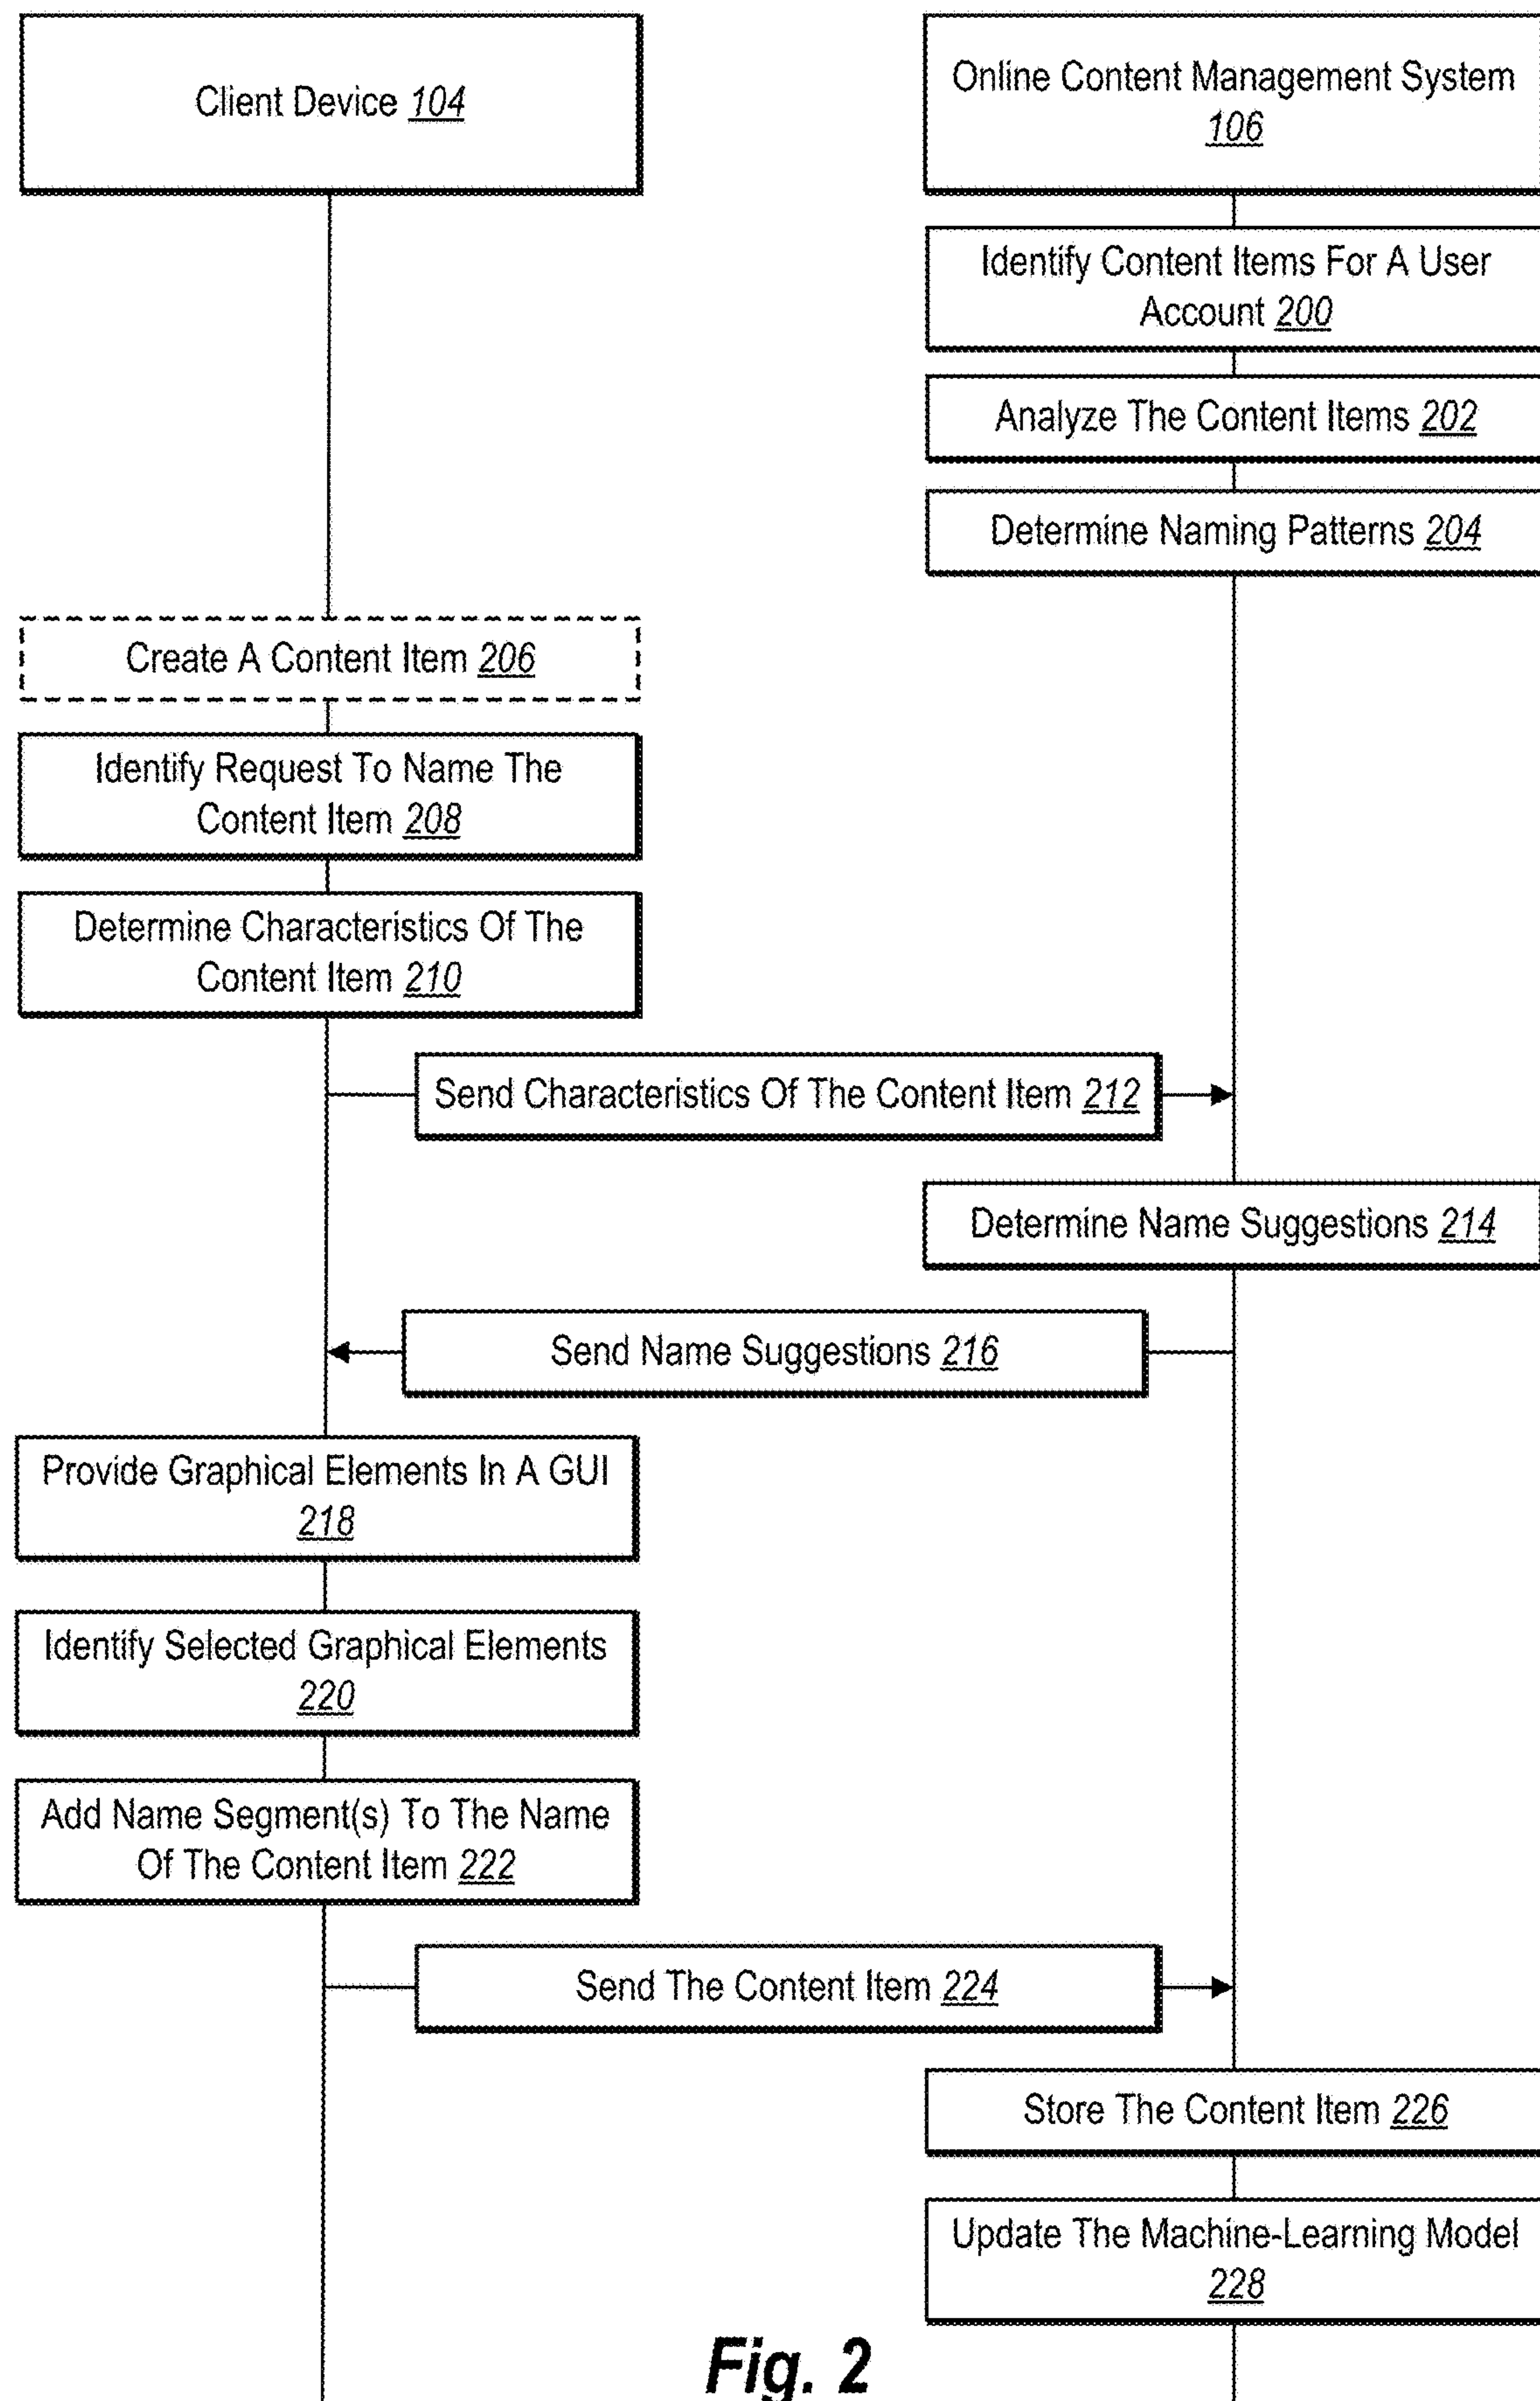 Client Device 104
Online Content Management System
106
Identify Content Items For A User
Account 200
Analyze The Content Items 202
Determine Naming Patterns 204
Create A Content Item 206
Identify Request To Name The
Content Item 208
Determine Characteristics Of The
Content Item 210
Send Characteristics Of The Content Item 212
Determine Name Suggestions 214
Send Name Suggestions 216
Provide Graphical Elements In A GUI
218
Identify Selected Graphical Elements
220
Add Name Segment(s) To The Name
Of The Content Item 222
Send The Content Item 224
Store The Content Item 226
Update The Machine-Learning Model
228
Fig. 2